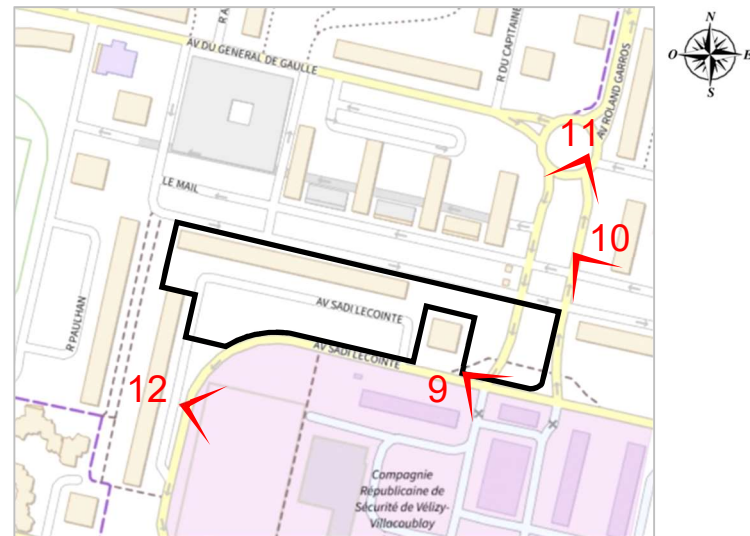 R A
AV DU GENERAL DE GAULLE
R DU CAPITAINE
AV ROLAND GARROS
N
O
E
S
11
LE MAIL
10
R PAULHAN
AV SADI LECOINTE
AV SADI LECOINTE
12
9
Compagnie
Républicaine de
Sécurité de Vélizy-
Villacoublay